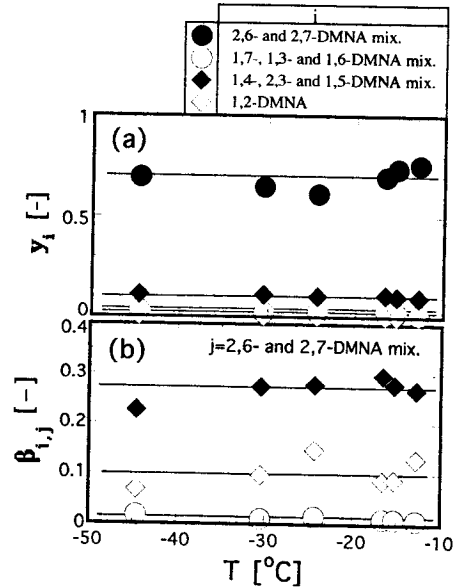 i
2,6- and 2,7-DMNA mix.
1,7-, 1,3- and 1,6-DMNA mix.
1,4-, 2,3- and 1,5-DMNA mix.
1,2-DMNA
1
(a)
0.5
yi [-]
0
0.4
(b)
j=2,6- and 2,7-DMNA mix.
0.3
0.2
βi,j [-]
0.1
0
-50 -40 -30 -20 -10
T [°C]